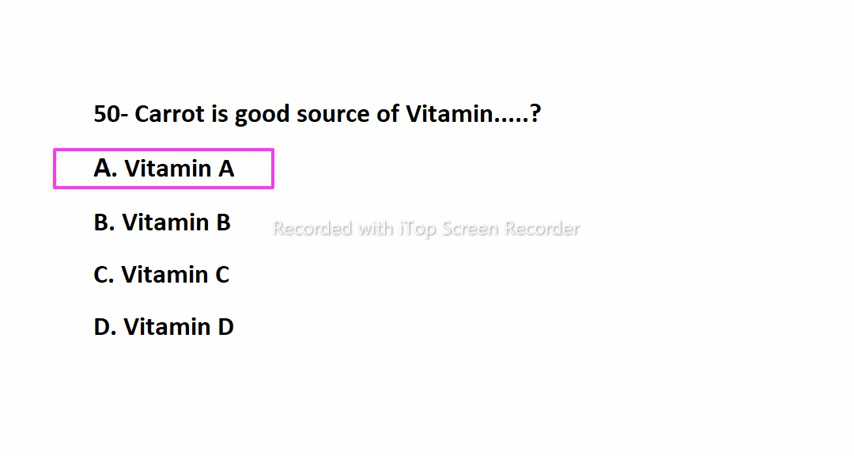 50- Carrot is good source of Vitamin.....?
A. Vitamin A
B. Vitamin B
Recorded with iTop Screen Recorder
C. Vitamin C
D. Vitamin D